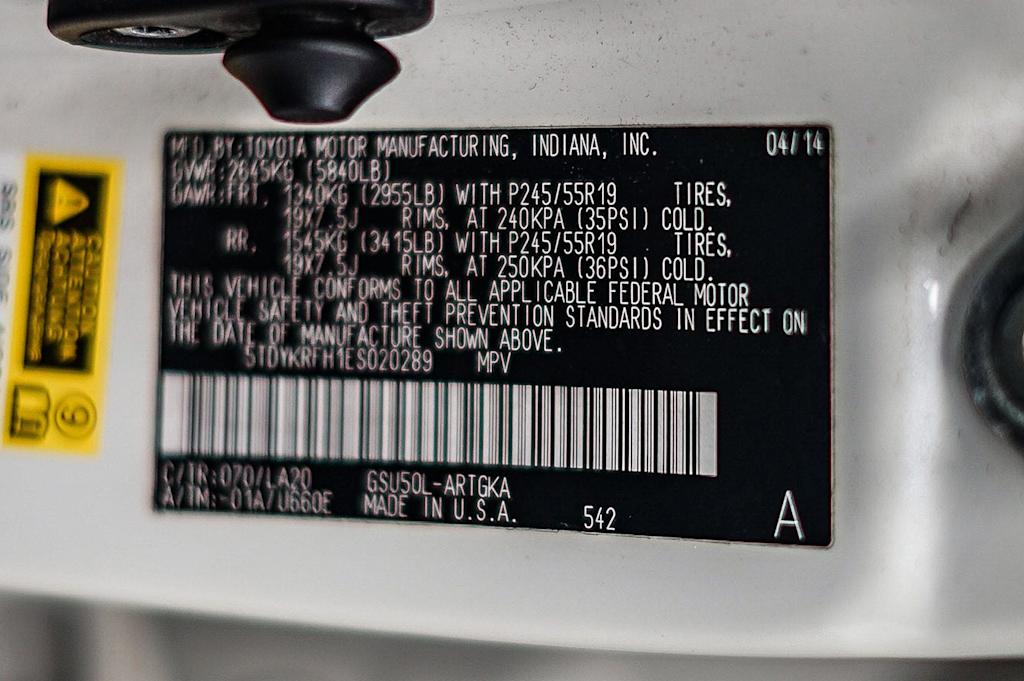 MFD.BY:TOYOTA MOTOR MANUFACTURING, INDIANA, INC. 04/14
GVWR:2645KG (5840LB)
GAWR:FRT. 1340KG (2955LB) WITH P245/55R19 TIRES,
19X7.5J RIMS, AT 240KPA (35PSI) COLD.
RR. 1545KG (3415LB) WITH P245/55R19 TIRES,
19X7.5J RIMS, AT 250KPA (36PSI) COLD.
THIS VEHICLE CONFORMS TO ALL APPLICABLE FEDERAL MOTOR
VEHICLE SAFETY AND THEFT PREVENTION STANDARDS IN EFFECT ON
THE DATE OF MANUFACTURE SHOWN ABOVE.
5TDYKRFH1ES020289 MPV
C/TR:070/LA20 GSU50L-ARTGKA
A/TM:-01A/U660E MADE IN U.S.A. 542 A
CAUTION
ATTENTION